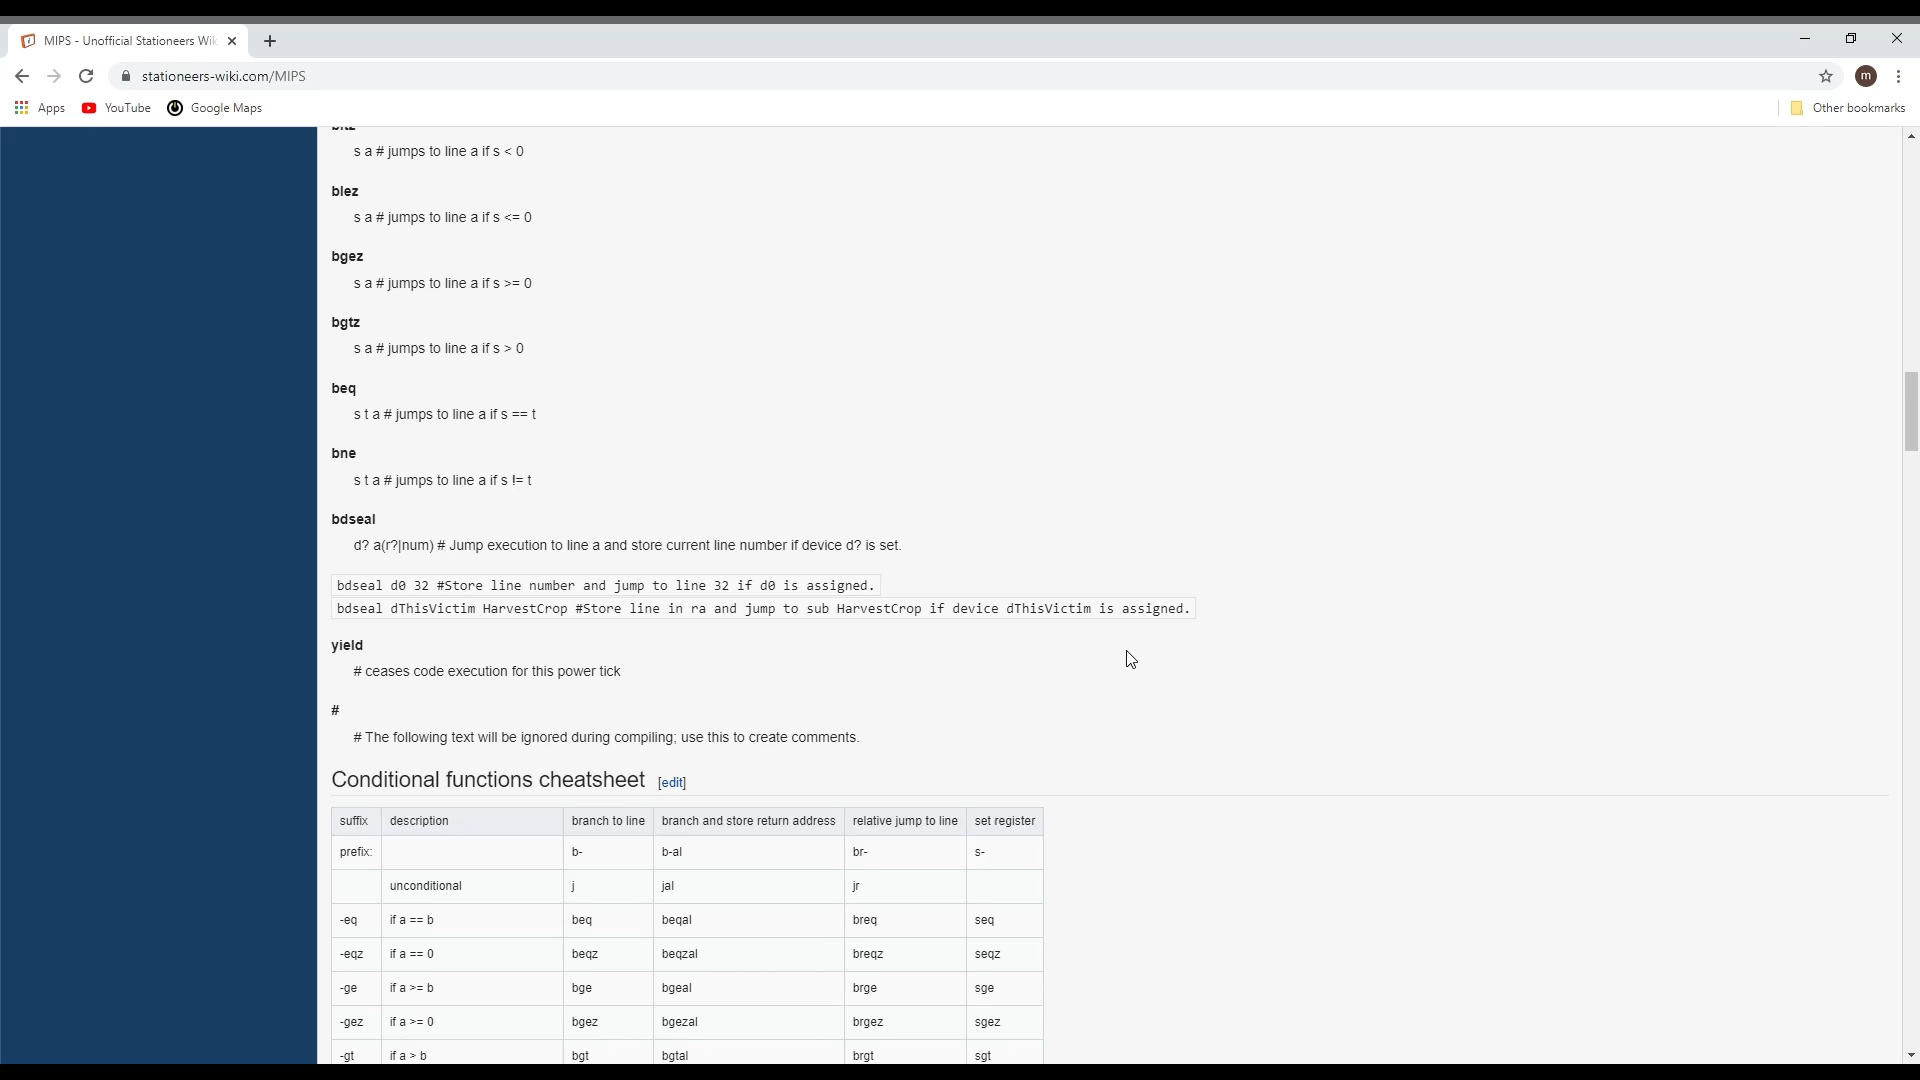 MIPS - Unofficial Stationeers Wik
stationeers-wiki.com/MIPS
m
Apps YouTube Google Maps Other bookmarks
bltz
s a # jumps to line a if s < 0
blez
s a # jumps to line a if s <= 0
bgez
s a # jumps to line a if s >= 0
bgtz
s a # jumps to line a if s > 0
beq
s t a # jumps to line a if s == t
bne
s t a # jumps to line a if s != t
bdseal
d? a(r?|num) # Jump execution to line a and store current line number if device d? is set.
bdseal d0 32 #Store line number and jump to line 32 if d0 is assigned.
bdseal dThisVictim HarvestCrop #Store line in ra and jump to sub HarvestCrop if device dThisVictim is assigned.
yield
# ceases code execution for this power tick
#
# The following text will be ignored during compiling; use this to create comments.
Conditional functions cheatsheet [edit]
suffix description branch to line branch and store return address relative jump to line set register
prefix: b- b-al br- s-
unconditional j jal jr
-eq if a == b beq beqal breq seq
-eqz if a == 0 beqz beqzal breqz seqz
-ge if a >= b bge bgeal brge sge
-gez if a >= 0 bgez bgezal brgez sgez
-gt if a > b bgt bgtal brgt sgt